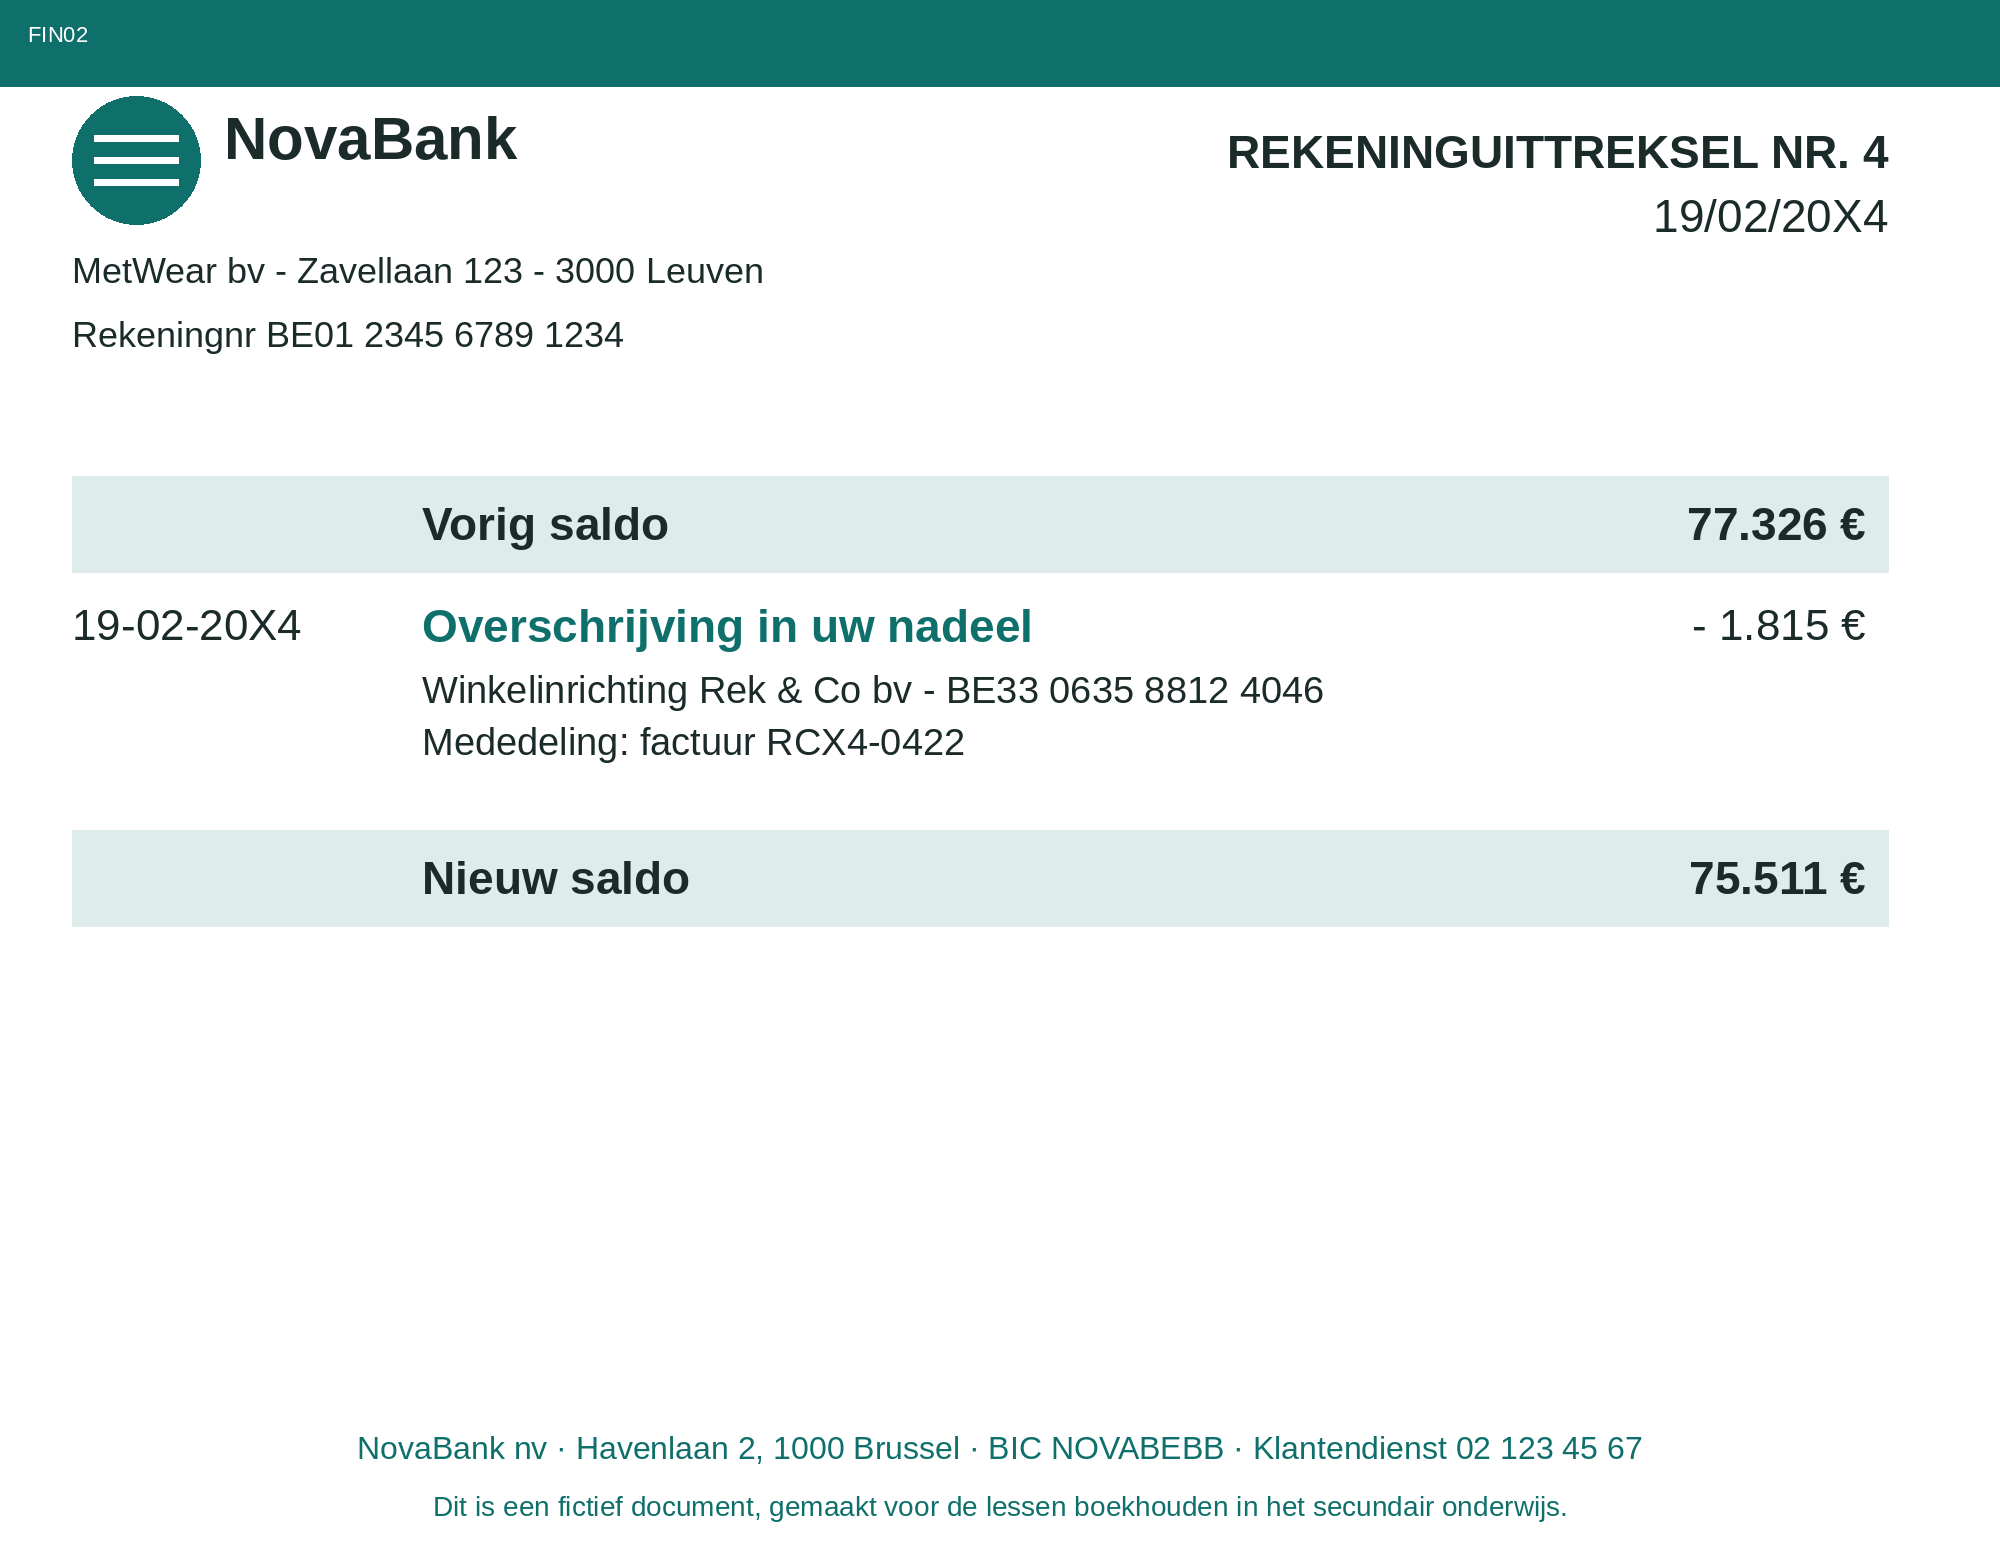 FIN02
NovaBank
REKENINGUITTREKSEL NR. 4
19/02/20X4
MetWear bv - Zavellaan 123 - 3000 Leuven
Rekeningnr BE01 2345 6789 1234
Vorig saldo 77.326 €
19-02-20X4 Overschrijving in uw nadeel - 1.815 €
Winkelinrichting Rek & Co bv - BE33 0635 8812 4046
Mededeling: factuur RCX4-0422
Nieuw saldo 75.511 €
NovaBank nv · Havenlaan 2, 1000 Brussel · BIC NOVABEBB · Klantendienst 02 123 45 67
Dit is een fictief document, gemaakt voor de lessen boekhouden in het secundair onderwijs.